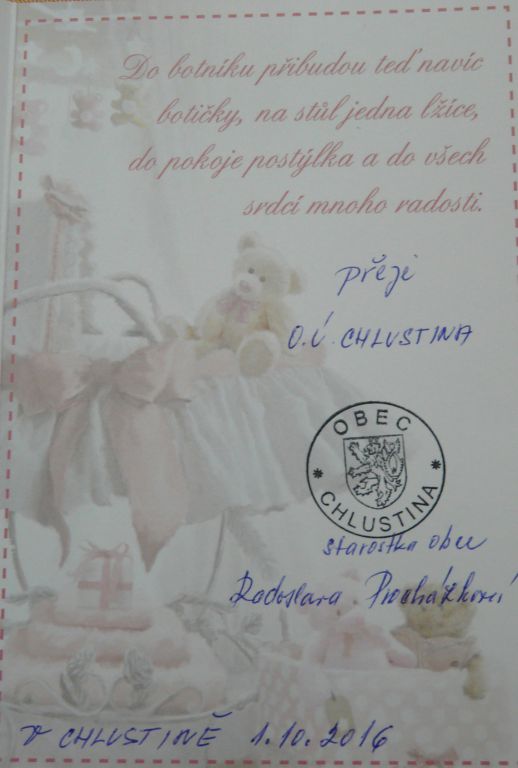 Do botníku přibudou teď navíc
botičky, na stůl jedna lžíce,
do pokoje postýlka a do všech
srdcí mnoho radosti.
přeje
O.Ú. CHLUSTINA
OBEC
* CHLUSTINA *
starostka obce
Radoslava Procházková
V CHLUSTINĚ 1.10.2016